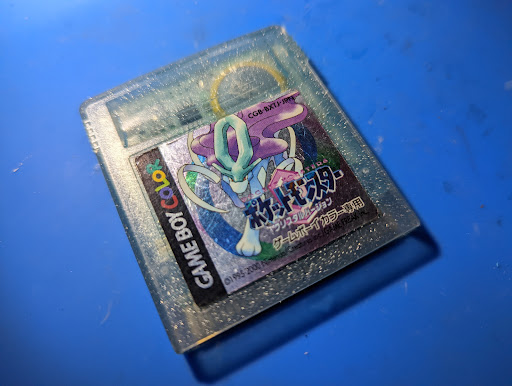 GAME BOY COLOR
CGB-BXTJ-JPN
ポケットモンスター
クリスタルバージョン
ゲームボーイカラー専用